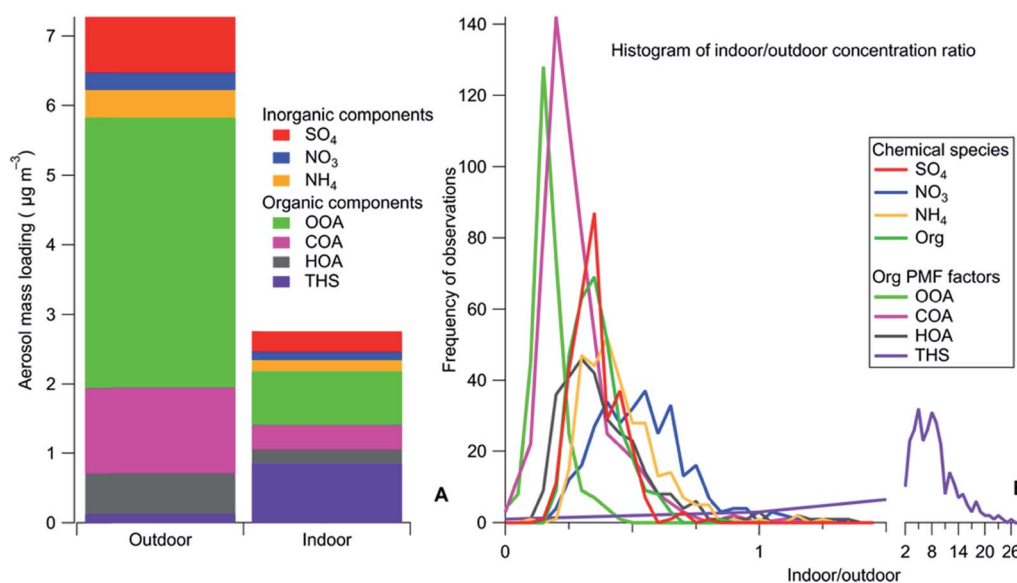 7
6
5
4
3
2
1
0
Aerosol mass loading ( µg m⁻³)
Outdoor
Indoor
Inorganic components
SO₄
NO₃
NH₄
Organic components
OOA
COA
HOA
THS
A
140
120
100
80
60
40
20
0
Frequency of observations
Histogram of indoor/outdoor concentration ratio
Chemical species
SO₄
NO₃
NH₄
Org
Org PMF factors
OOA
COA
HOA
THS
0 1 2 8 14 20 26
Indoor/outdoor